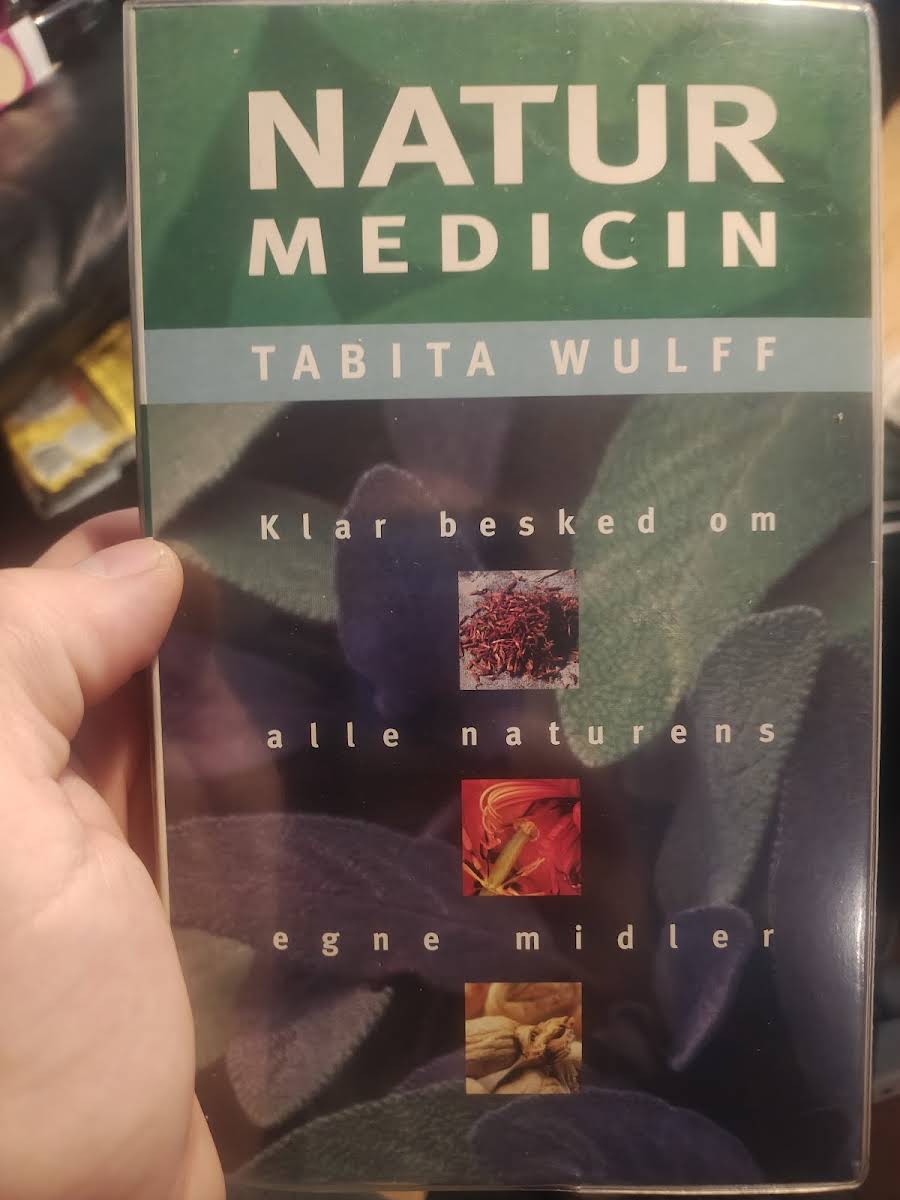 NATUR
MEDICIN
TABITA WULFF
Klar besked om
alle naturens
egne midler